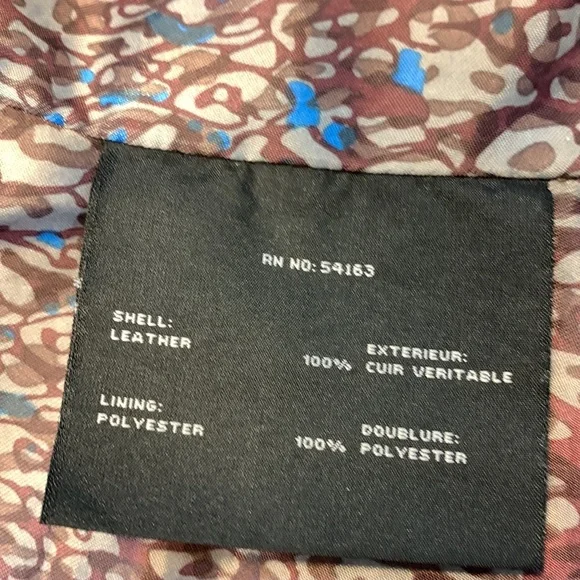 RN NO: 54163
SHELL:
LEATHER
100%
EXTERIEUR:
CUIR VERITABLE
LINING:
POLYESTER
100%
DOUBLURE:
POLYESTER